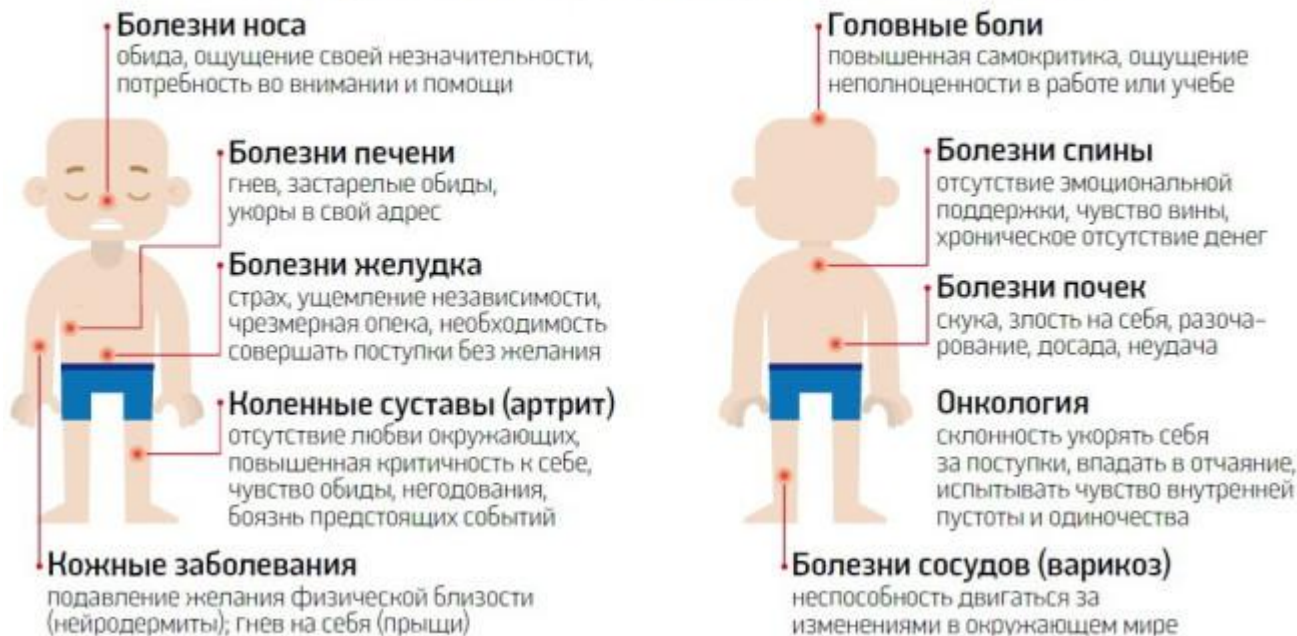 Болезни носа
обида, ощущение своей незначительности,
потребность во внимании и помощи
Болезни печени
гнев, застарелые обиды,
укоры в свой адрес
Болезни желудка
страх, ущемление независимости,
чрезмерная опека, необходимость
совершать поступки без желания
Коленные суставы (артрит)
отсутствие любви окружающих,
повышенная критичность к себе,
чувство обиды, негодования,
боязнь предстоящих событий
Кожные заболевания
подавление желания физической близости
(нейродермиты); гнев на себя (прыщи)
Головные боли
повышенная самокритика, ощущение
неполноценности в работе или учебе
Болезни спины
отсутствие эмоциональной
поддержки, чувство вины,
хроническое отсутствие денег
Болезни почек
скука, злость на себя, разоча-
рование, досада, неудача
Онкология
склонность укорять себя
за поступки, впадать в отчаяние,
испытывать чувство внутренней
пустоты и одиночества
Болезни сосудов (варикоз)
неспособность двигаться за
изменениями в окружающем мире